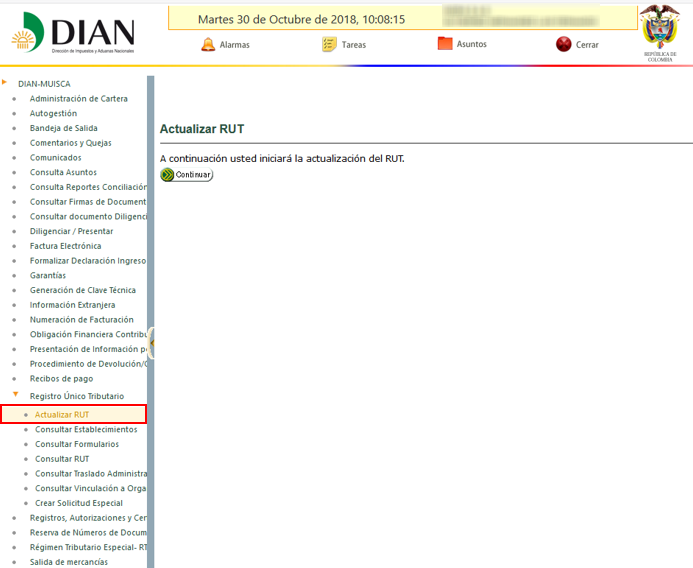 DIAN
Dirección de Impuestos y Aduanas Nacionales
Martes 30 de Octubre de 2018, 10:08:15
Alarmas
Tareas
Asuntos
Cerrar
REPÚBLICA DE
COLOMBIA
DIAN-MUISCA
Administración de Cartera
Autogestión
Bandeja de Salida
Comentarios y Quejas
Comunicados
Consulta Asuntos
Consulta Reportes Conciliación
Consultar Firmas de Document
Consultar documento Diligenci
Diligenciar / Presentar
Factura Electrónica
Formalizar Declaración Ingreso
Garantías
Generación de Clave Técnica
Información Extranjera
Numeración de Facturación
Obligación Financiera Contribu
Presentación de Información p
Procedimiento de Devolución/C
Recibos de pago
Registro Único Tributario
Actualizar RUT
Consultar Establecimientos
Consultar Formularios
Consultar RUT
Consultar Traslado Administra
Consultar Vinculación a Orga
Crear Solicitud Especial
Registros, Autorizaciones y Cer
Reserva de Números de Docum
Régimen Tributario Especial- RT
Salida de mercancías
Actualizar RUT
A continuación usted iniciará la actualización del RUT.
Continuar